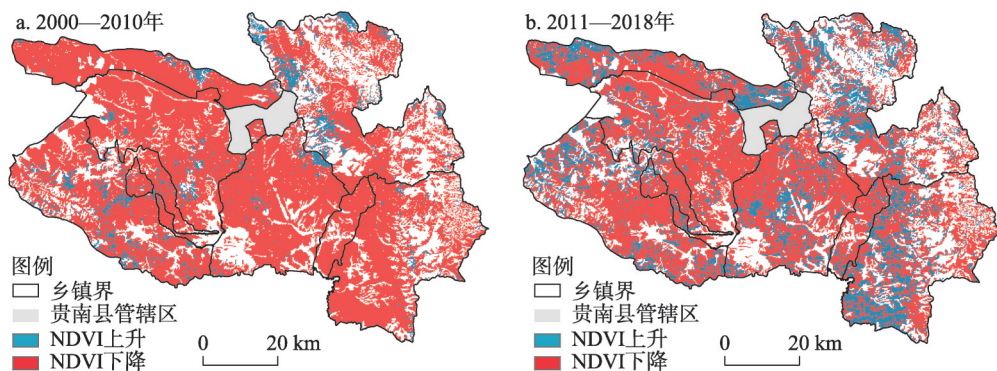 a. 2000—2010年
图例
乡镇界
贵南县管辖区
NDVI上升
NDVI下降
0 20 km
b. 2011—2018年
图例
乡镇界
贵南县管辖区
NDVI上升
NDVI下降
0 20 km